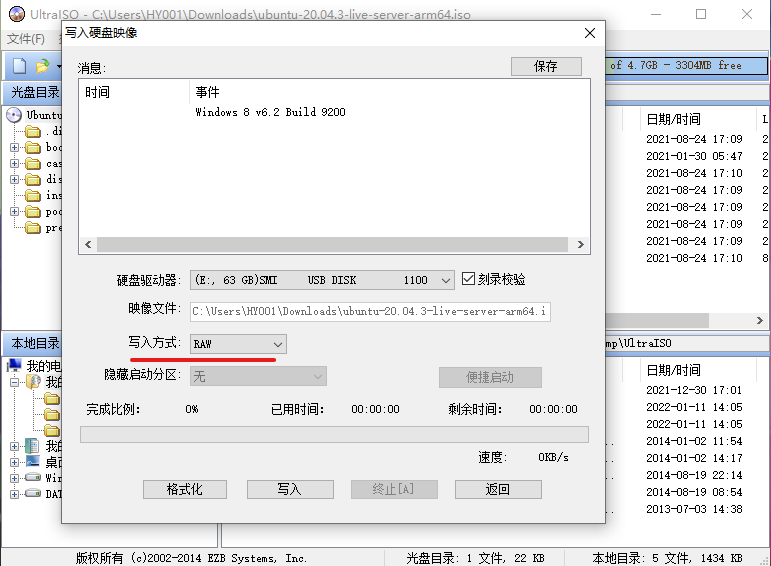 UltraISO - C:\Users\HY001\Downloads\ubuntu-20.04.3-live-server-arm64.iso
文件(F)
写入硬盘映像
of 4.7GB - 3304MB free
消息:
保存
光盘目录
时间
事件
日期/时间
Windows 8 v6.2 Build 9200
Ubuntu
.di
boo
cas
dis
ins
poo
pre
2021-08-24 17:09
2021-01-30 05:47
2021-08-24 17:10
2021-08-24 17:09
2021-08-24 17:09
2021-08-24 17:09
2021-08-24 17:09
2021-08-24 17:10
硬盘驱动器:
(E:, 63 GB)SMI USB DISK 1100
刻录校验
映像文件:
C:\Users\HY001\Downloads\ubuntu-20.04.3-live-server-arm64.i
写入方式:
RAW
本地目录
mp\UltraISO
隐藏启动分区:
无
便捷启动
我的电
我的
我
桌面
Wir
DAT
日期/时间
2021-12-30 17:01
2022-01-11 14:05
2022-01-11 14:05
2014-01-02 11:54
2014-01-02 14:17
2014-08-19 22:14
2014-08-19 08:54
2013-07-03 14:38
完成比例:
0%
已用时间:
00:00:00
剩余时间:
00:00:00
速度:
0KB/s
格式化
写入
终止[A]
返回
版权所有 (c)2002-2014 EZB Systems, Inc.
光盘目录: 1 文件, 22 KB
本地目录: 5 文件, 1434 KB